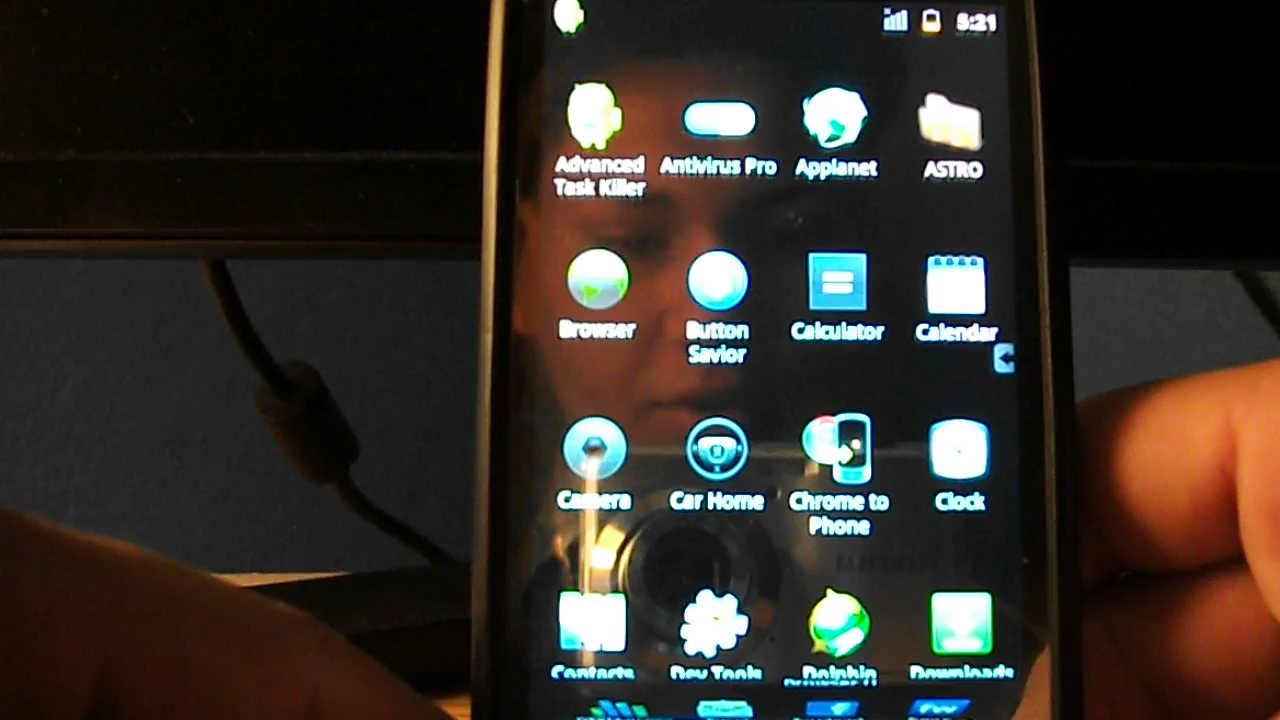 5:21
Advanced
Task Killer
Antivirus Pro
Applanet
ASTRO
Browser
Button
Savior
Calculator
Calendar
Camera
Car Home
Chrome to
Phone
Clock
Contacts
Dev Tools
Dolphin
Downloads